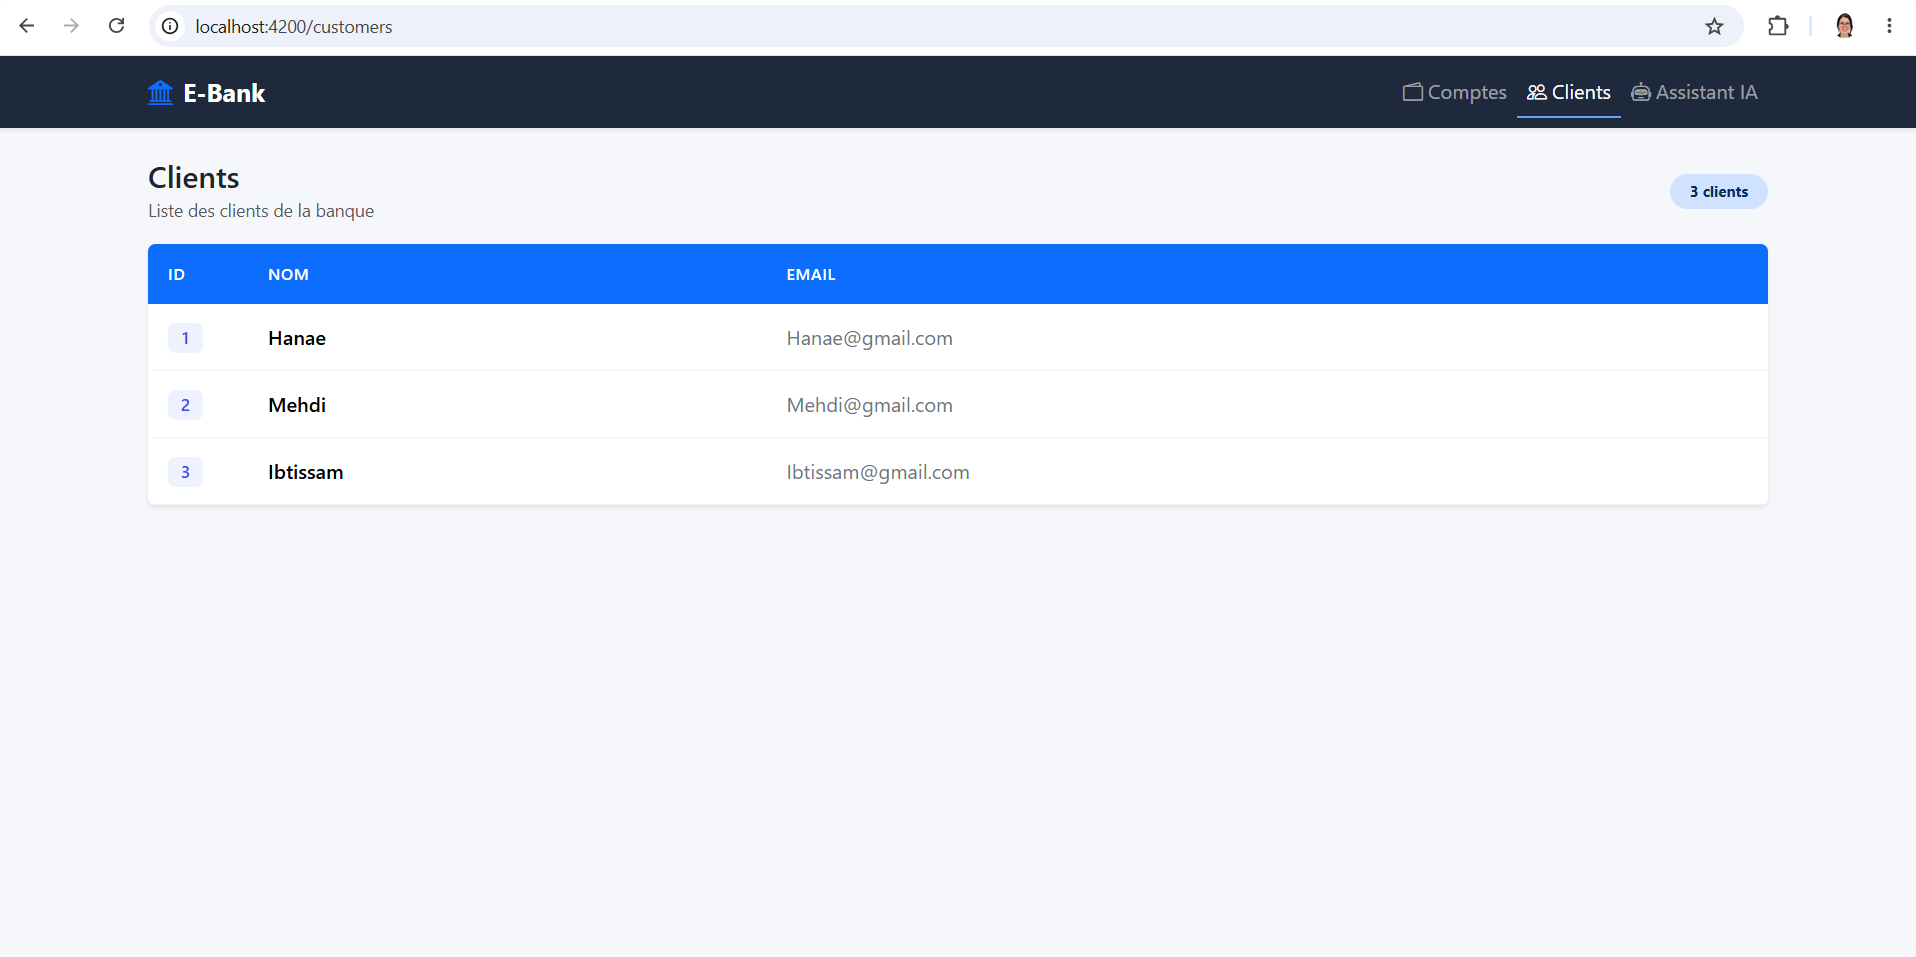 localhost:4200/customers
E-Bank
Comptes Clients Assistant IA
Clients
3 clients
Liste des clients de la banque
ID NOM EMAIL
1 Hanae Hanae@gmail.com
2 Mehdi Mehdi@gmail.com
3 Ibtissam Ibtissam@gmail.com